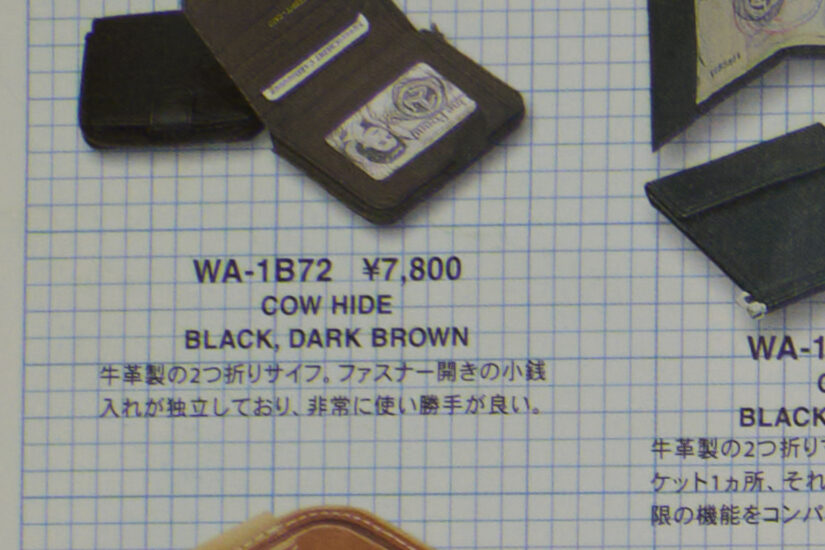 WA-1B72 ¥7,800
COW HIDE
BLACK, DARK BROWN
牛革製の2つ折りサイフ。ファスナー開きの小銭
入れが独立しており、非常に使い勝手が良い。
WA-1
BLACK
牛革製の2つ折り
ケット1ヵ所、それ
限の機能をコンパ